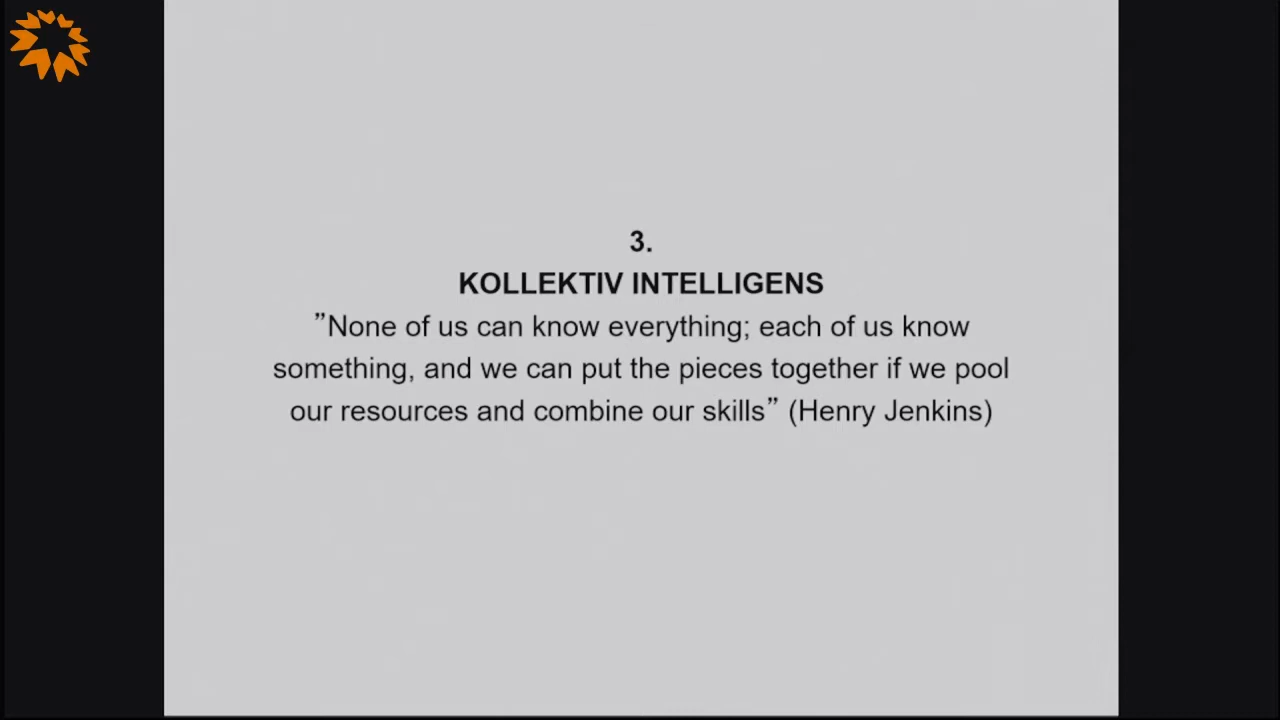 3.
KOLLEKTIV INTELLIGENS
”None of us can know everything; each of us know
something, and we can put the pieces together if we pool
our resources and combine our skills” (Henry Jenkins)